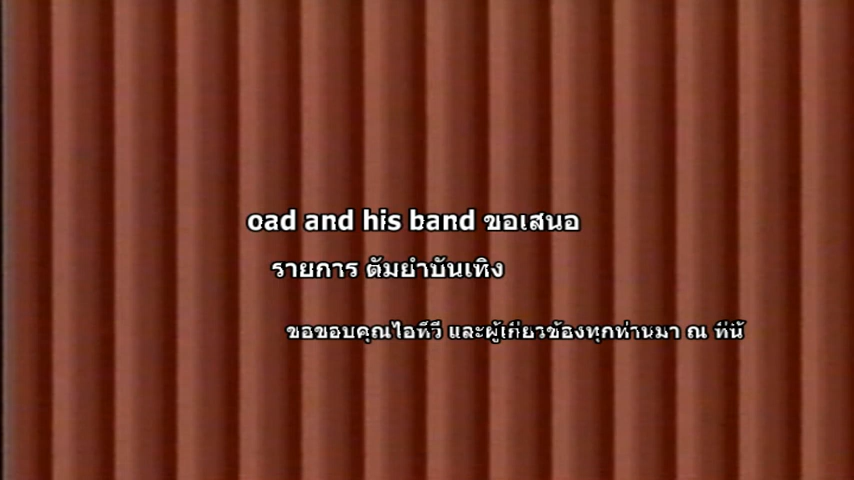 oad and his band ขอเสนอ
รายการ ต้มยำบันเทิง
ขอขอบคุณไอทีวี และผู้เกี่ยวข้องทุกท่านมา ณ ที่นี้